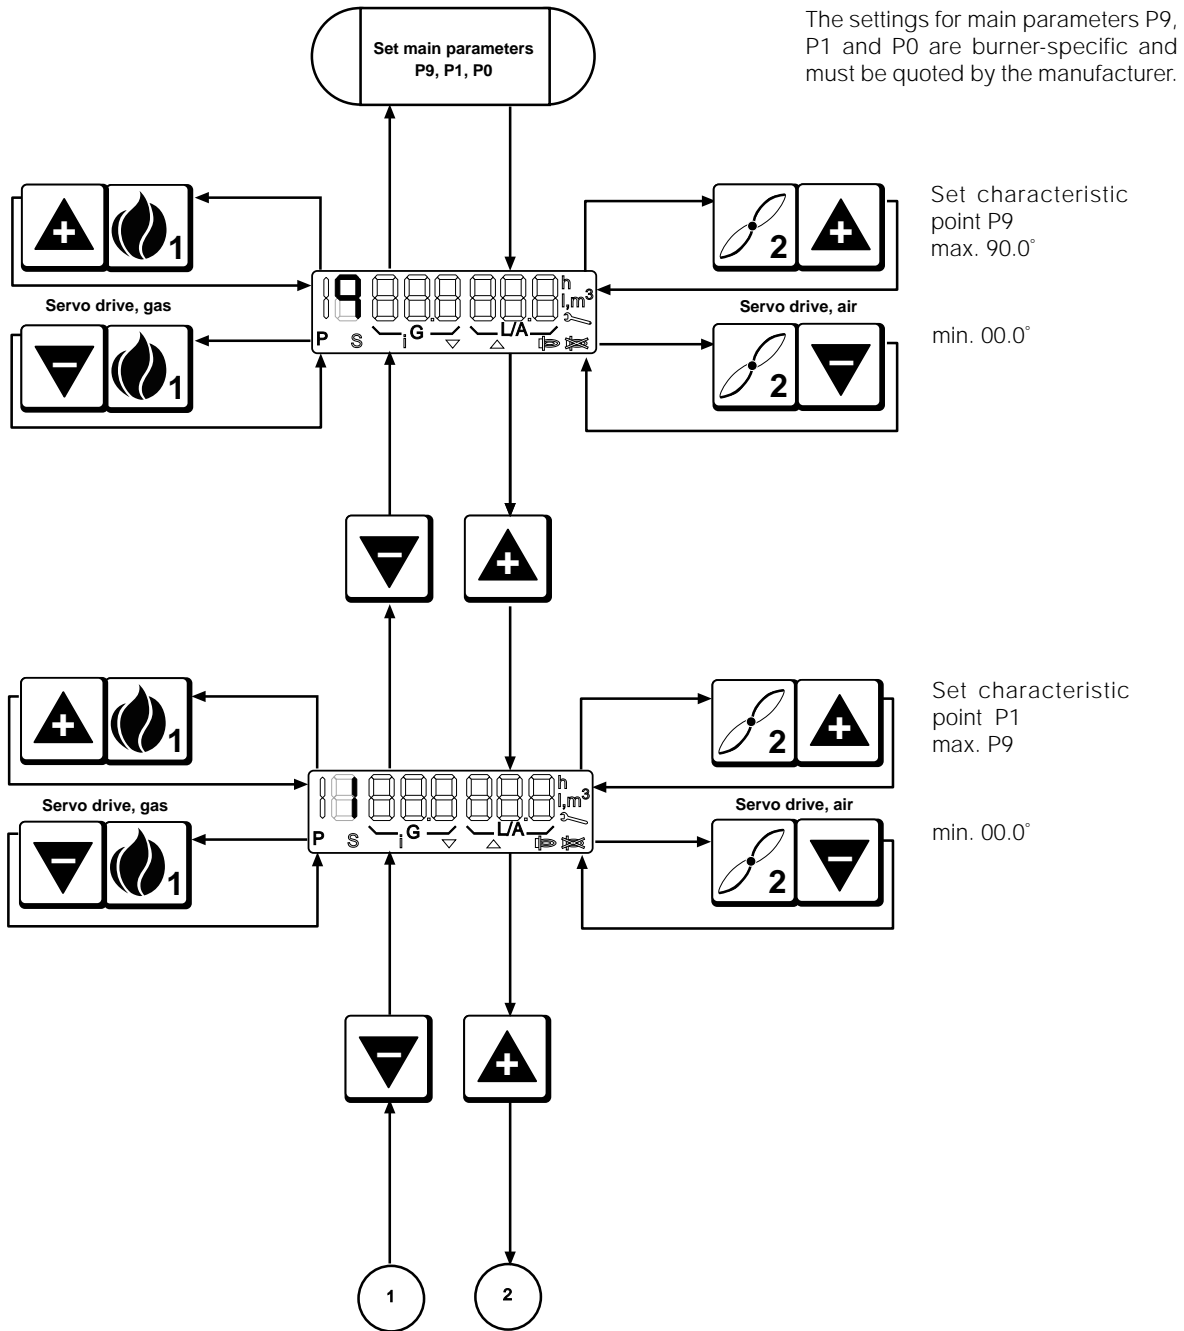 Set main parameters
P9, P1, P0
The settings for main parameters P9,
P1 and P0 are burner-specific and
must be quoted by the manufacturer.
1
2
Set characteristic
point P9
max. 90.0°
Servo drive, gas
9
h
l,m³
Servo drive, air
P S i G L/A
min. 00.0°
1
2
1
2
Set characteristic
point P1
max. P9
Servo drive, gas
1
h
l,m³
Servo drive, air
P S i G L/A
min. 00.0°
1
2
1
2